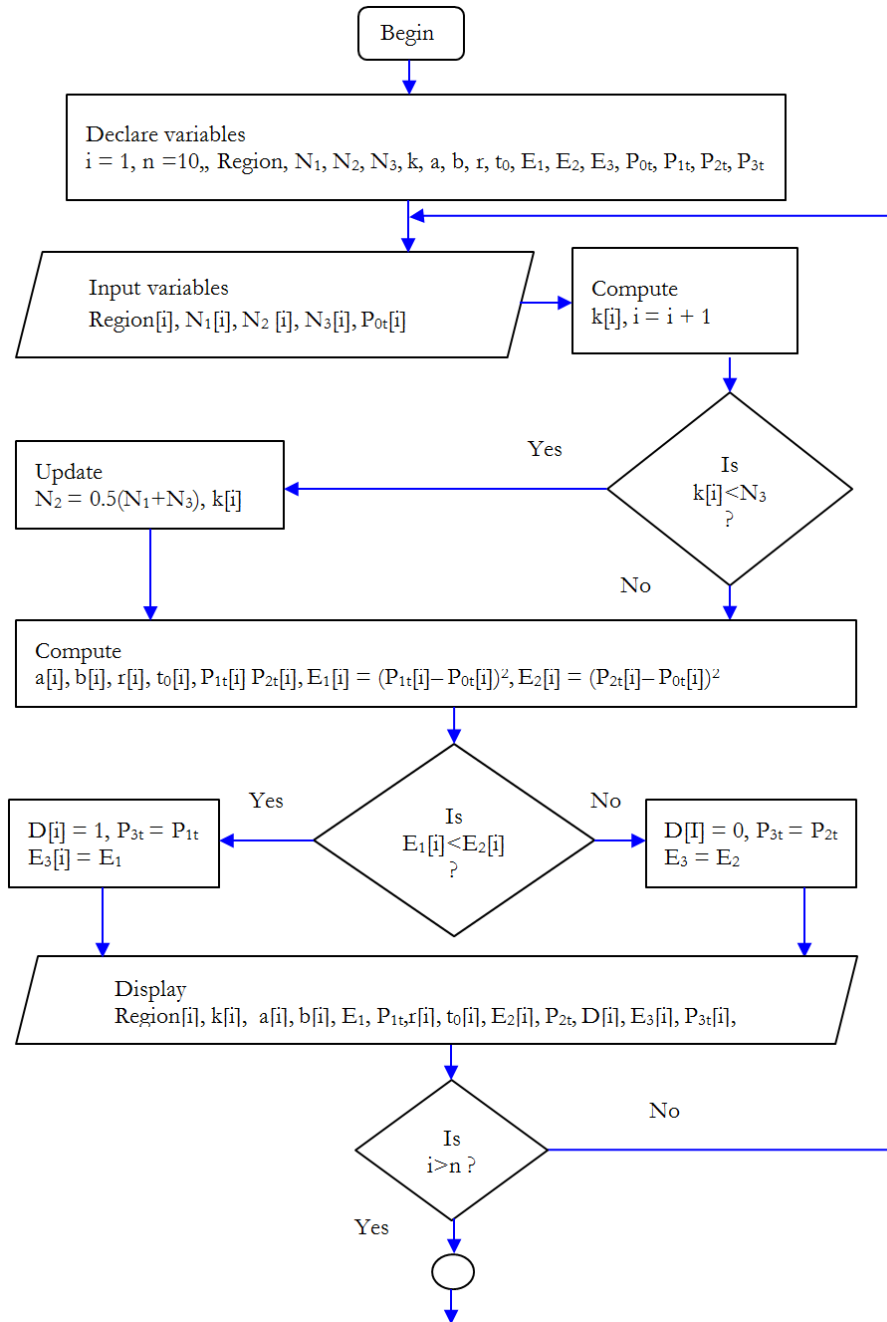 Begin
Declare variables
i = 1, n =10,, Region, N₁, N₂, N₃, k, a, b, r, t₀, E₁, E₂, E₃, P₀ₜ, P₁ₜ, P₂ₜ, P₃ₜ
Input variables
Region[i], N₁[i], N₂ [i], N₃[i], P₀ₜ[i]
Compute
k[i], i = i + 1
Is
k[i]<N₃
?
Yes
No
Update
N₂ = 0.5(N₁+N₃), k[i]
Compute
a[i], b[i], r[i], t₀[i], P₁ₜ[i] P₂ₜ[i], E₁[i] = (P₁ₜ[i]– P₀ₜ[i])², E₂[i] = (P₂ₜ[i]– P₀ₜ[i])²
Is
E₁[i]<E₂[i]
?
Yes
No
D[i] = 1, P₃ₜ = P₁ₜ
E₃[i] = E₁
D[I] = 0, P₃ₜ = P₂ₜ
E₃ = E₂
Display
Region[i], k[i], a[i], b[i], E₁, P₁ₜ,r[i], t₀[i], E₂[i], P₂ₜ, D[i], E₃[i], P₃ₜ[i],
Is
i>n ?
No
Yes